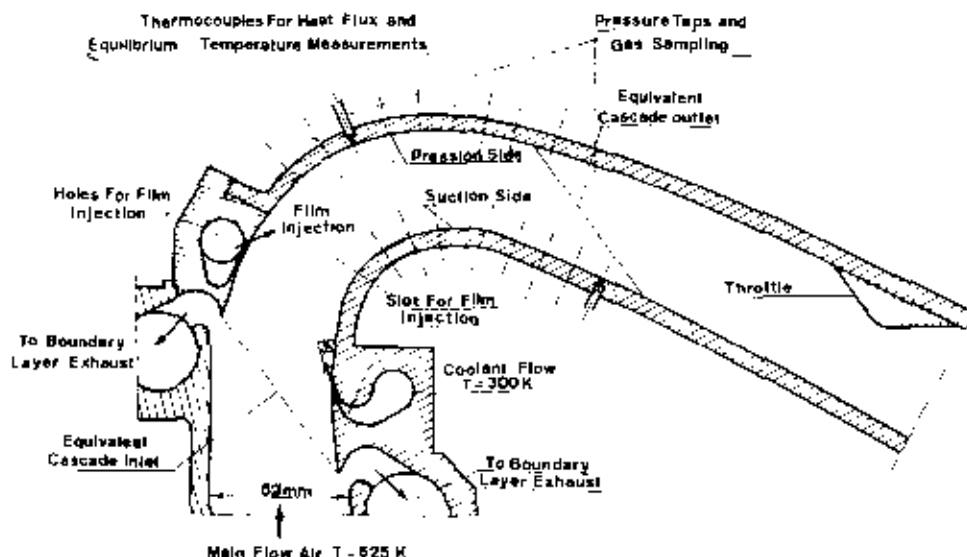 Thermocouples For Heat Flux and
Equilibrium Temperature Measurements
Pressure Taps and
Gas Sampling
Equivalent
Cascade outlet
Pression Side
Suction Side
Holes For Film
Injection
Film
Injection
Throttle
Slot For Film
Injection
To Boundary
Layer Exhaust
Coolant Flow
T = 300 K
Equivalent
Cascade Inlet
To Boundary
Layer Exhaust
62mm
Main Flow Air T = 525 K